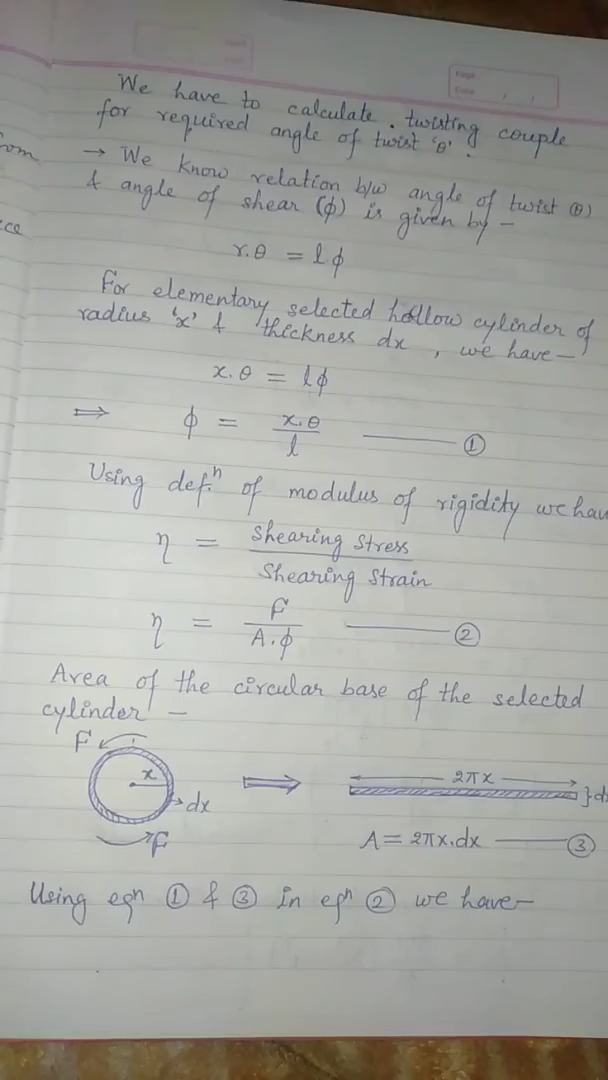 We have to calculate . twisting couple
for required angle of twist 'θ'.
→ We know relation b/w angle of twist (θ)
& angle of shear (ϕ) is given by –
r.θ = lϕ
For elementary selected hollow cylinder of
radius 'x' & thickness dx , we have –
x.θ = lϕ
⇒ ϕ = x.θ / l ——— ①
Using defⁿ. of modulus of rigidity we hav
η = Shearing Stress / Shearing Strain
η = F / A.ϕ ——— ②
Area of the circular base of the selected
cylinder –
F
x
dx
F
⇒
2πx
A = 2πx.dx ——— ③
Using eqⁿ ① & ③ in eqⁿ ② we have –